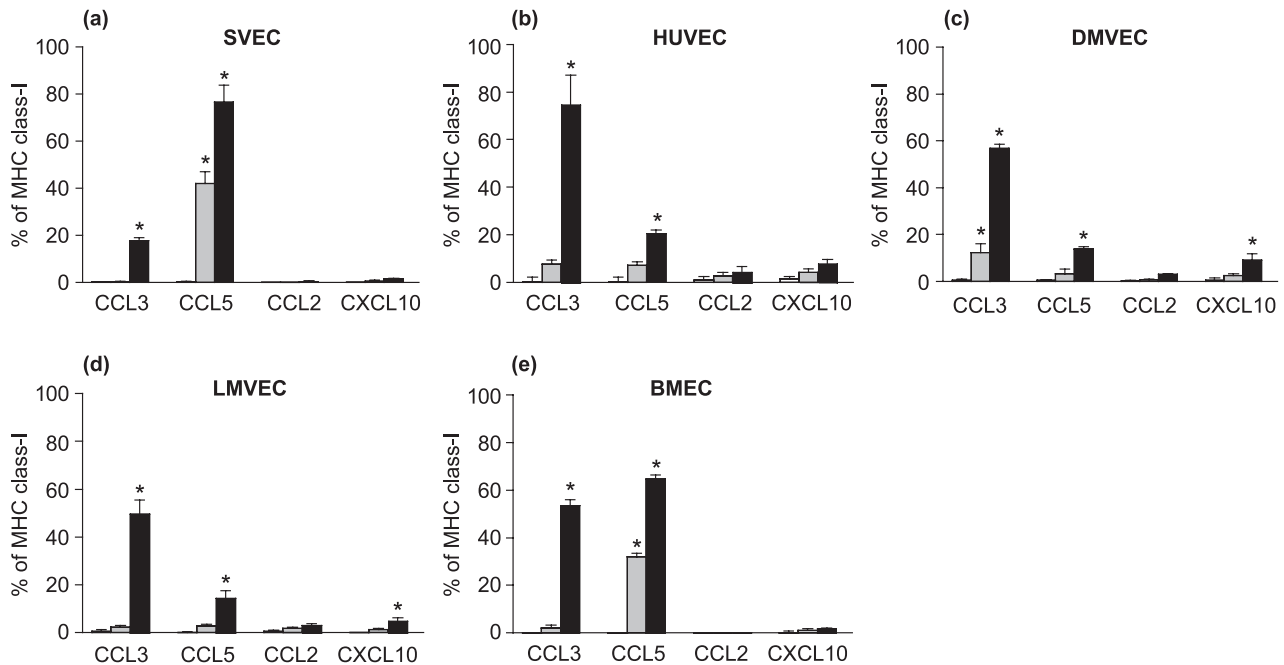 (a)
SVEC
% of MHC class-I
100
80
60
40
20
0
*
*
*
CCL3 CCL5 CCL2 CXCL10
(b)
HUVEC
% of MHC class-I
100
80
60
40
20
0
*
*
CCL3 CCL5 CCL2 CXCL10
(c)
DMVEC
% of MHC class-I
100
80
60
40
20
0
*
*
*
*
CCL3 CCL5 CCL2 CXCL10
(d)
LMVEC
% of MHC class-I
100
80
60
40
20
0
*
*
*
CCL3 CCL5 CCL2 CXCL10
(e)
BMEC
% of MHC class-I
100
80
60
40
20
0
*
*
*
CCL3 CCL5 CCL2 CXCL10